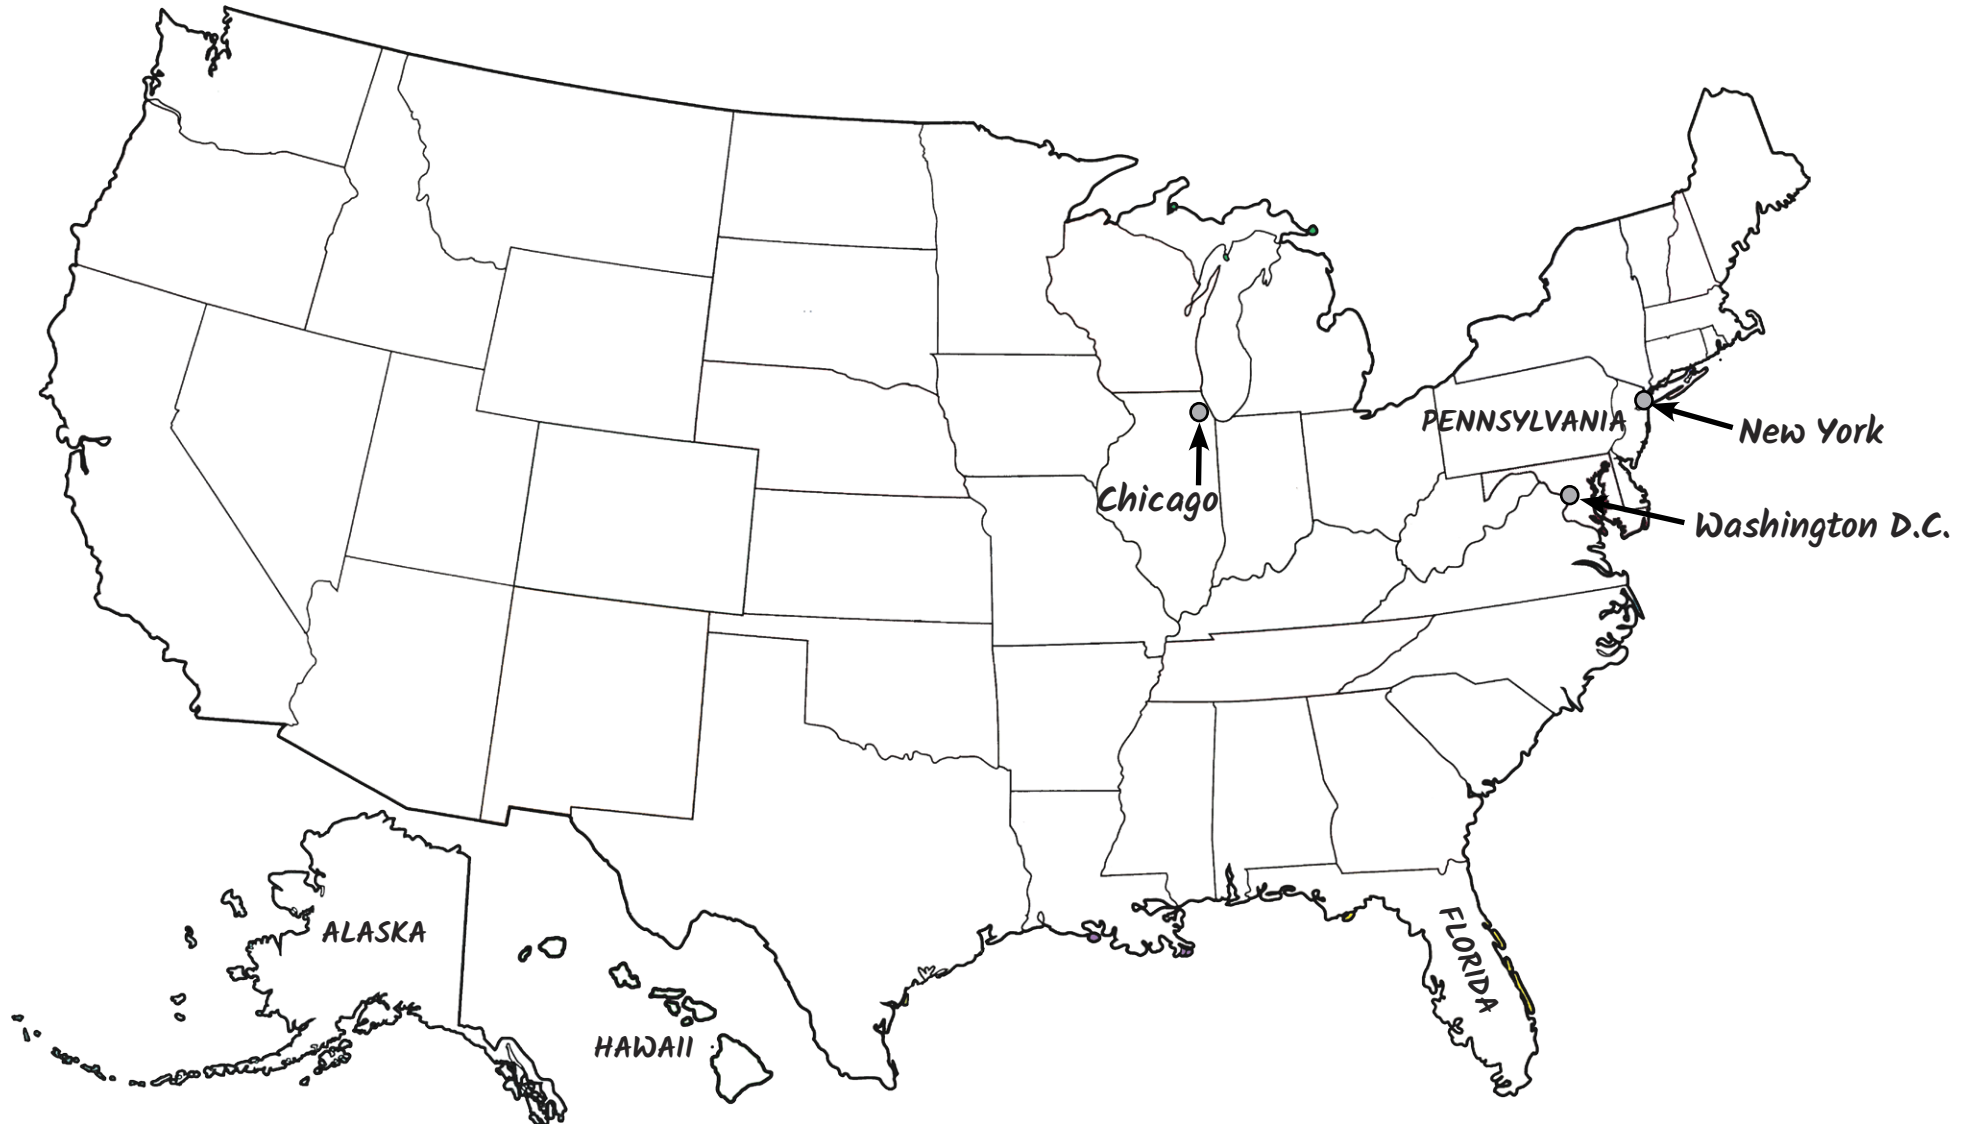 PENNSYLVANIA
New York
Chicago
Washington D.C.
ALASKA
FLORIDA
HAWAII